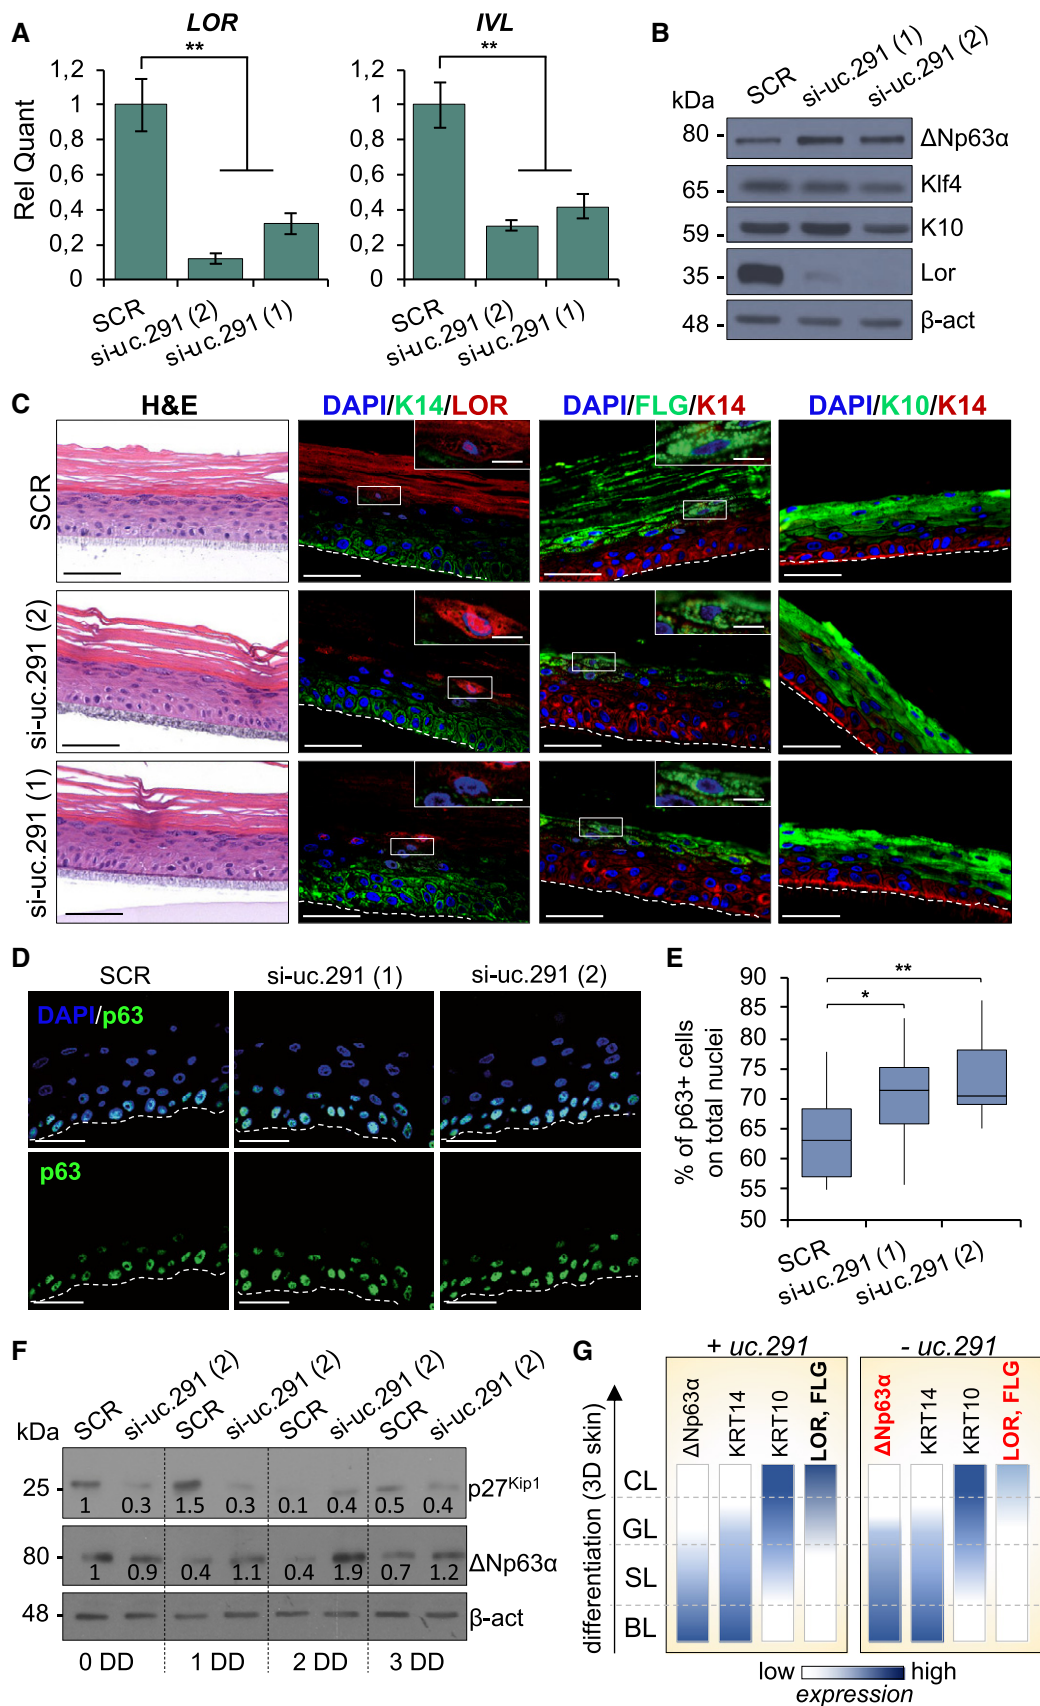 A
LOR
**
Rel Quant
1,2
1
0,8
0,6
0,4
0,2
0
SCR
si-uc.291 (2)
si-uc.291 (1)
IVL
**
1,2
1
0,8
0,6
0,4
0,2
0
SCR
si-uc.291 (2)
si-uc.291 (1)
B
SCR
si-uc.291 (1)
si-uc.291 (2)
kDa
80 - ΔNp63α
65 - Klf4
59 - K10
35 - Lor
48 - β-act
C
H&E
DAPI/K14/LOR
DAPI/FLG/K14
DAPI/K10/K14
SCR
si-uc.291 (2)
si-uc.291 (1)
D
SCR
si-uc.291 (1)
si-uc.291 (2)
DAPI/p63
p63
E
% of p63+ cells
on total nuclei
90
85
80
75
70
65
60
55
50
*
**
SCR
si-uc.291 (1)
si-uc.291 (2)
F
SCR
si-uc.291 (2)
SCR
si-uc.291 (2)
SCR
si-uc.291 (2)
SCR
si-uc.291 (2)
kDa
25 - p27Kip1
1 0.3 1.5 0.3 0.1 0.4 0.5 0.4
80 - ΔNp63α
1 0.9 0.4 1.1 0.4 1.9 0.7 1.2
48 - β-act
0 DD 1 DD 2 DD 3 DD
G
+ uc.291
- uc.291
differentiation (3D skin)
ΔNp63α
KRT14
KRT10
LOR, FLG
ΔNp63α
KRT14
KRT10
LOR, FLG
CL
GL
SL
BL
low high
expression